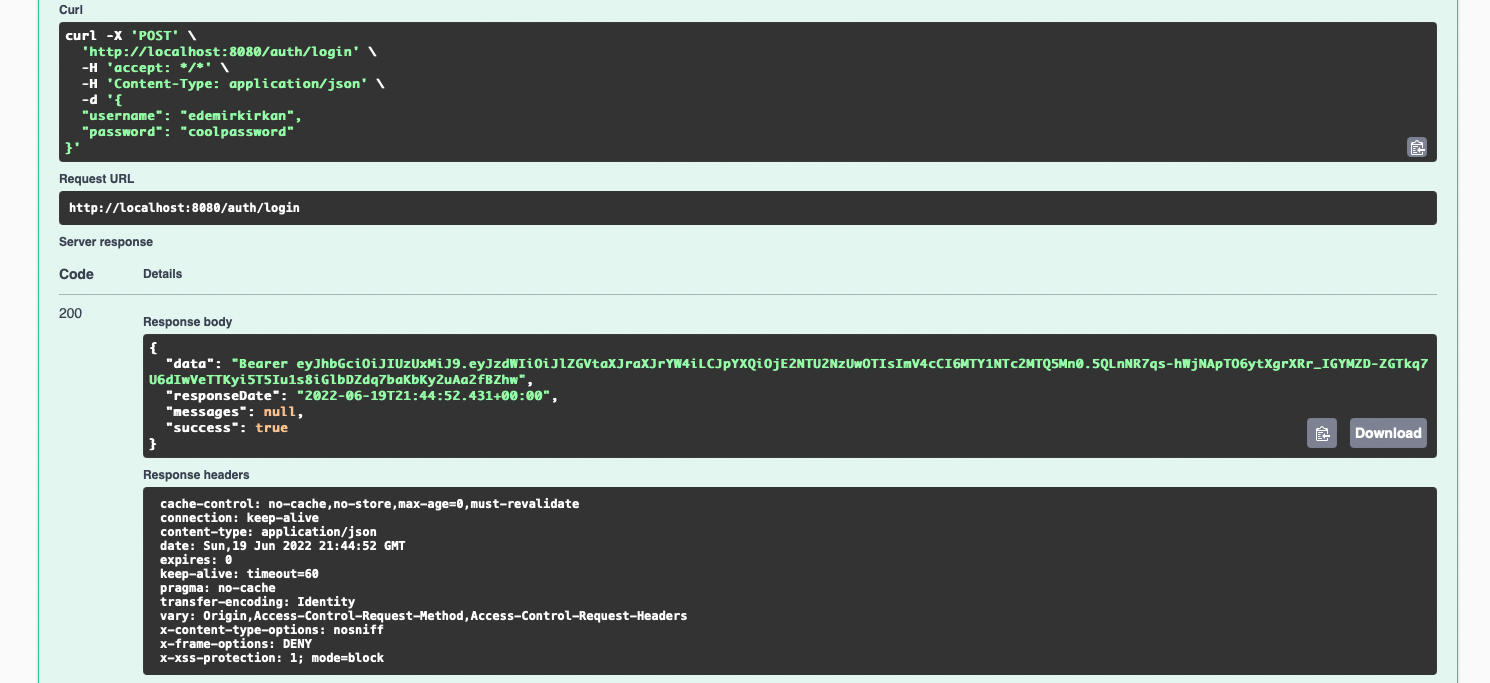 Curl
curl -X 'POST' \
'http://localhost:8080/auth/login' \
-H 'accept: */*' \
-H 'Content-Type: application/json' \
-d '{
"username": "edemirkirkan",
"password": "coolpassword"
}'
Request URL
http://localhost:8080/auth/login
Server response
Code Details
200
Response body
{
"data": "Bearer eyJhbGciOiJIUzUxMiJ9.eyJzdWIiOiJlZGVtaXJraXJrYW4iLCJpYXQiOjE2NTU2NzUwOTIsImV4cCI6MTY1NTc2MTQ5Mn0.5QLnNR7qs-hWjNApTO6ytXgrXRr_IGYMZD-ZGTkq7
U6dIwVeTTKyi5T5Iu1s8iGlbDZdq7baKbKy2uAa2fBZhw",
"responseDate": "2022-06-19T21:44:52.431+00:00",
"messages": null,
"success": true
}
Download
Response headers
cache-control: no-cache,no-store,max-age=0,must-revalidate
connection: keep-alive
content-type: application/json
date: Sun,19 Jun 2022 21:44:52 GMT
expires: 0
keep-alive: timeout=60
pragma: no-cache
transfer-encoding: Identity
vary: Origin,Access-Control-Request-Method,Access-Control-Request-Headers
x-content-type-options: nosniff
x-frame-options: DENY
x-xss-protection: 1; mode=block